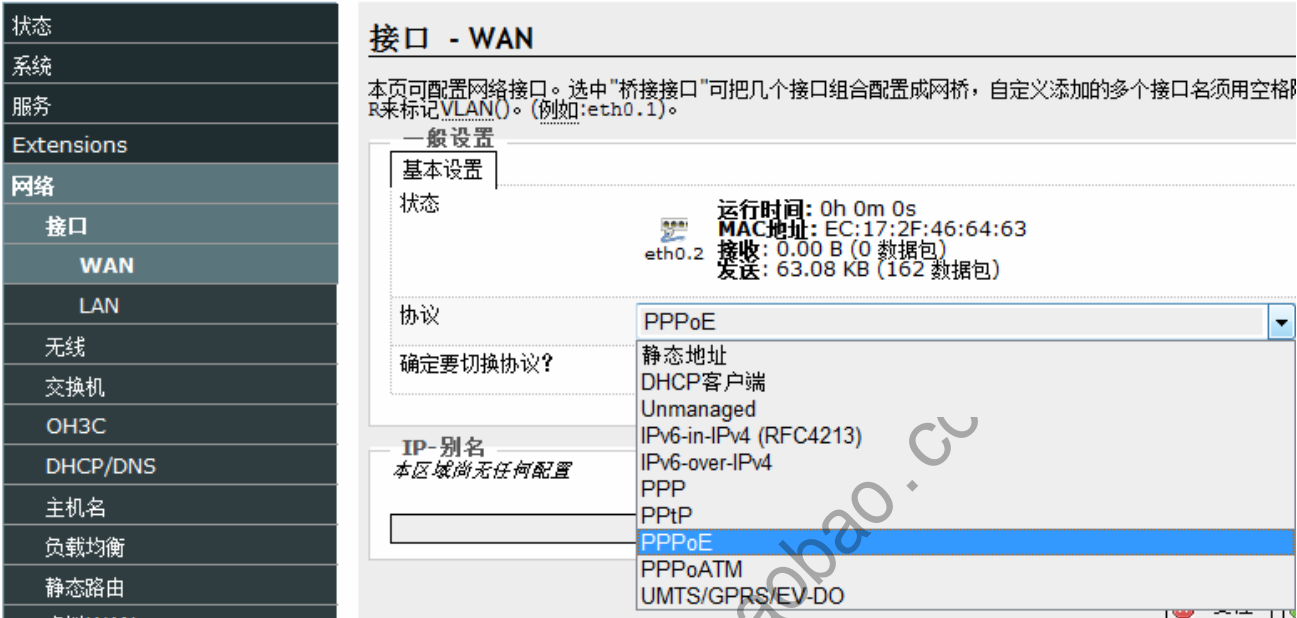 状态
系统
服务
Extensions
网络
接口
WAN
LAN
无线
交换机
OH3C
DHCP/DNS
主机名
负载均衡
静态路由
接口 - WAN
本页可配置网络接口。选中"桥接接口"可把几个接口组合配置成网桥，自定义添加的多个接口名须用空格
R来标记VLAN()。(例如:eth0.1)。
一般设置
基本设置
状态
eth0.2
运行时间: 0h 0m 0s
MAC地址: EC:17:2F:46:64:63
接收: 0.00 B (0 数据包)
发送: 63.08 KB (162 数据包)
协议
PPPoE
确定要切换协议?
静态地址
DHCP客户端
Unmanaged
IPv6-in-IPv4 (RFC4213)
IPv6-over-IPv4
PPP
PPtP
PPPoE
PPPoATM
UMTS/GPRS/EV-DO
IP-别名
本区域尚无任何配置
aobao.co